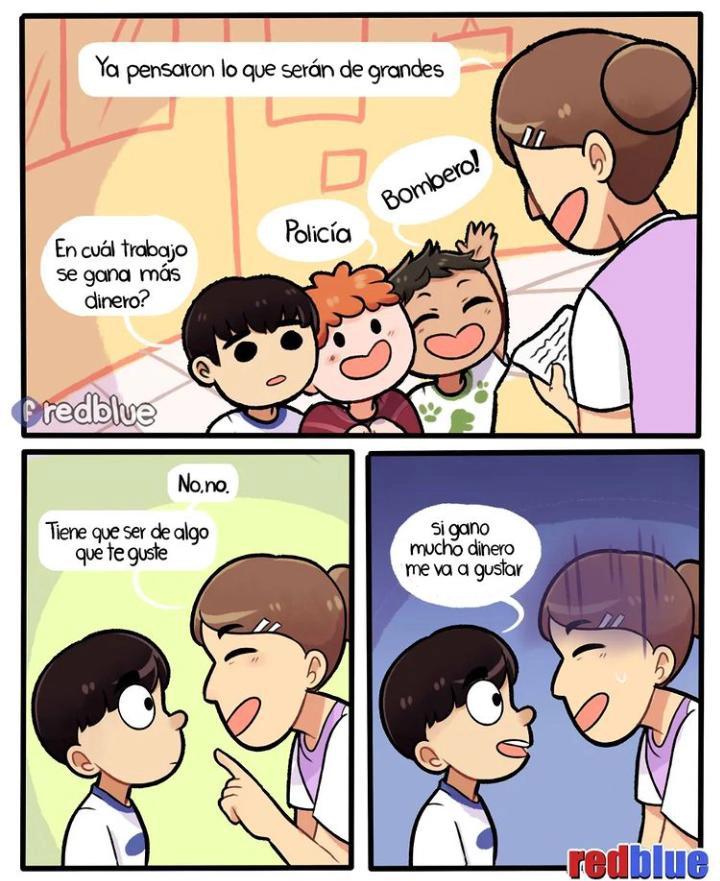 Ya pensaron lo que serán de grandes
Bombero!
Policía
En cuál trabajo
se gana más
dinero?
redblue
No,no.
Tiene que ser de algo
que te guste
si gano
mucho dinero
me va a gustar
redblue